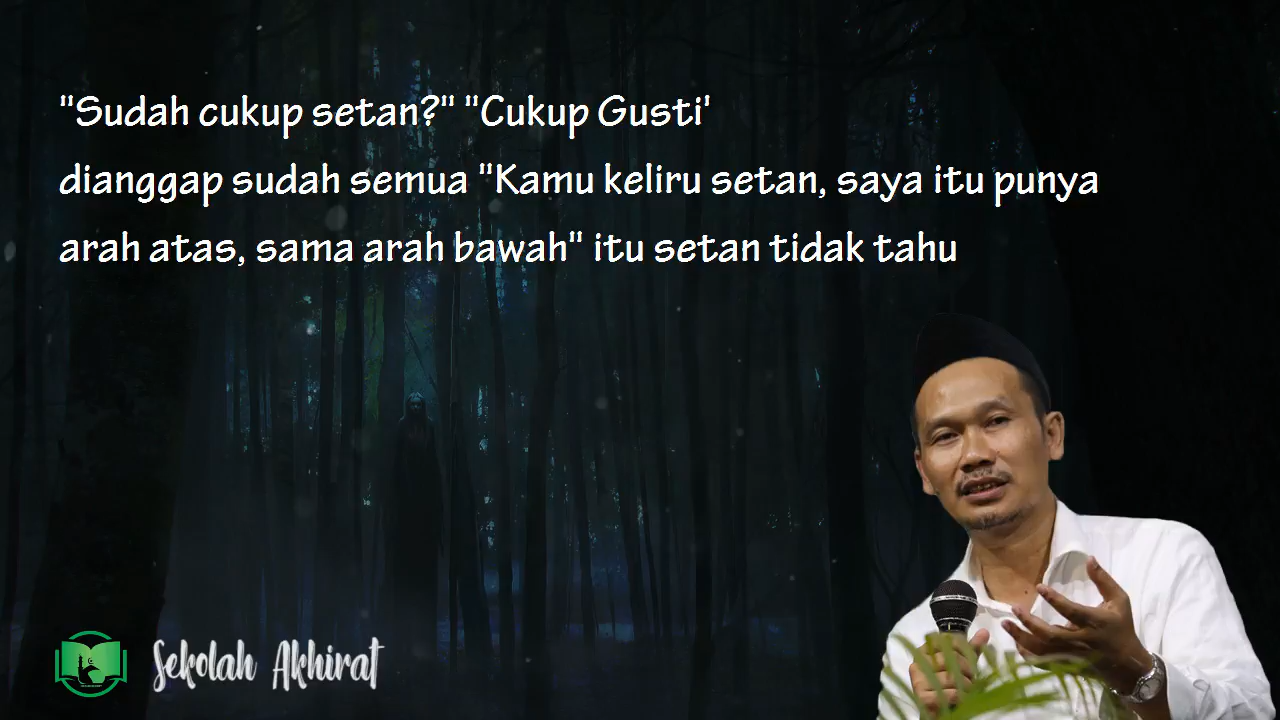 "Sudah cukup setan?" "Cukup Gusti'
dianggap sudah semua "Kamu keliru setan, saya itu punya
arah atas, sama arah bawah" itu setan tidak tahu
Sekolah Akhirat